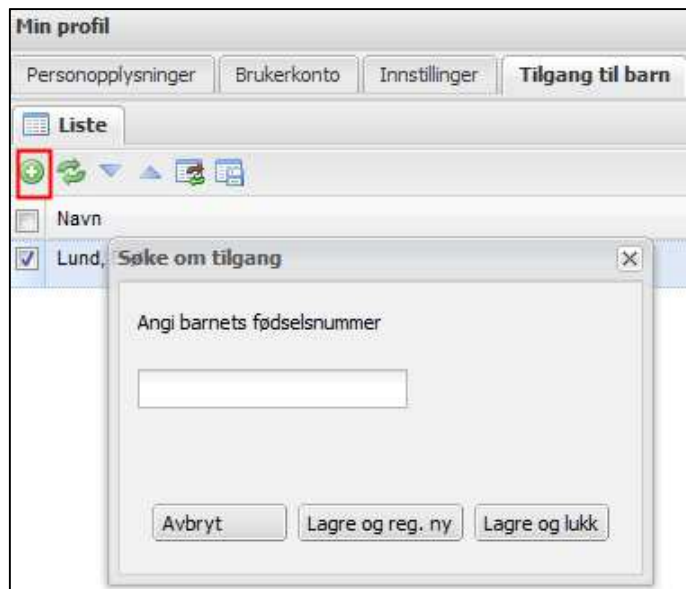 Min profil
Personopplysninger Brukerkonto Innstillinger Tilgang til barn
Liste
Navn
Lund,
Søke om tilgang
Angi barnets fødselsnummer
Avbryt Lagre og reg. ny Lagre og lukk